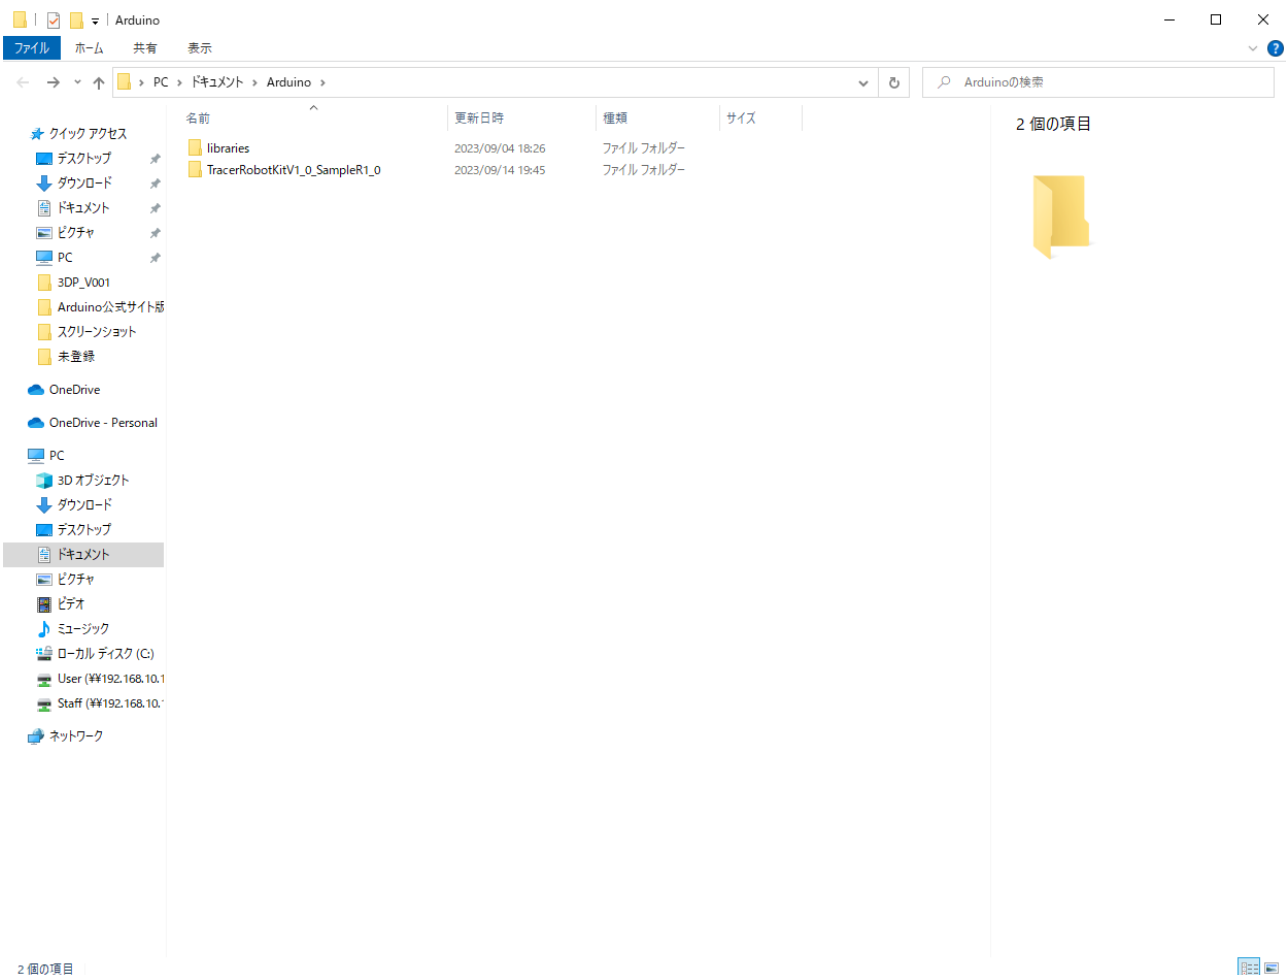 Arduino
ファイル ホーム 共有 表示
PC › ドキュメント › Arduino ›
Arduinoの検索
クイック アクセス
デスクトップ
ダウンロード
ドキュメント
ピクチャ
PC
3DP_V001
Arduino公式サイト版
スクリーンショット
未登録
OneDrive
OneDrive - Personal
PC
3D オブジェクト
ダウンロード
デスクトップ
ドキュメント
ピクチャ
ビデオ
ミュージック
ローカル ディスク (C:)
User (¥¥192.168.10.1
Staff (¥¥192.168.10.
ネットワーク
名前 更新日時 種類 サイズ
libraries 2023/09/04 18:26 ファイル フォルダー
TracerRobotKitV1_0_SampleR1_0 2023/09/14 19:45 ファイル フォルダー
2 個の項目
2 個の項目